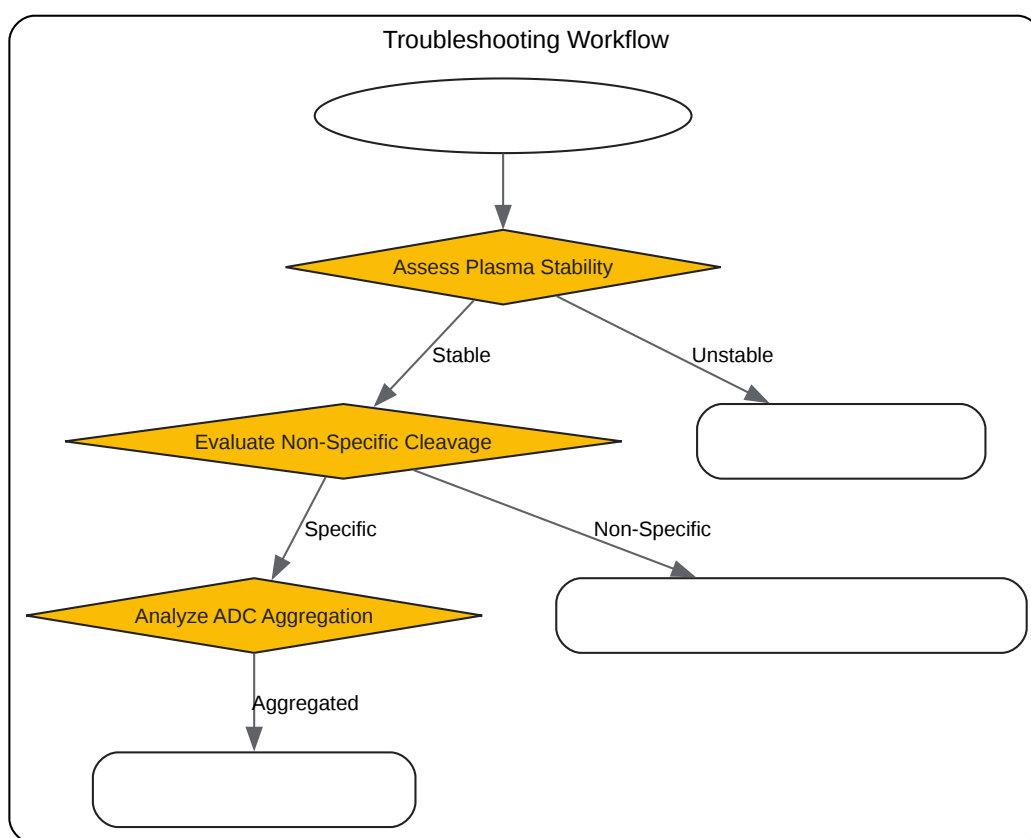 Troubleshooting Workflow
Assess Plasma Stability
Stable
Unstable
Evaluate Non-Specific Cleavage
Specific
Non-Specific
Analyze ADC Aggregation
Aggregated